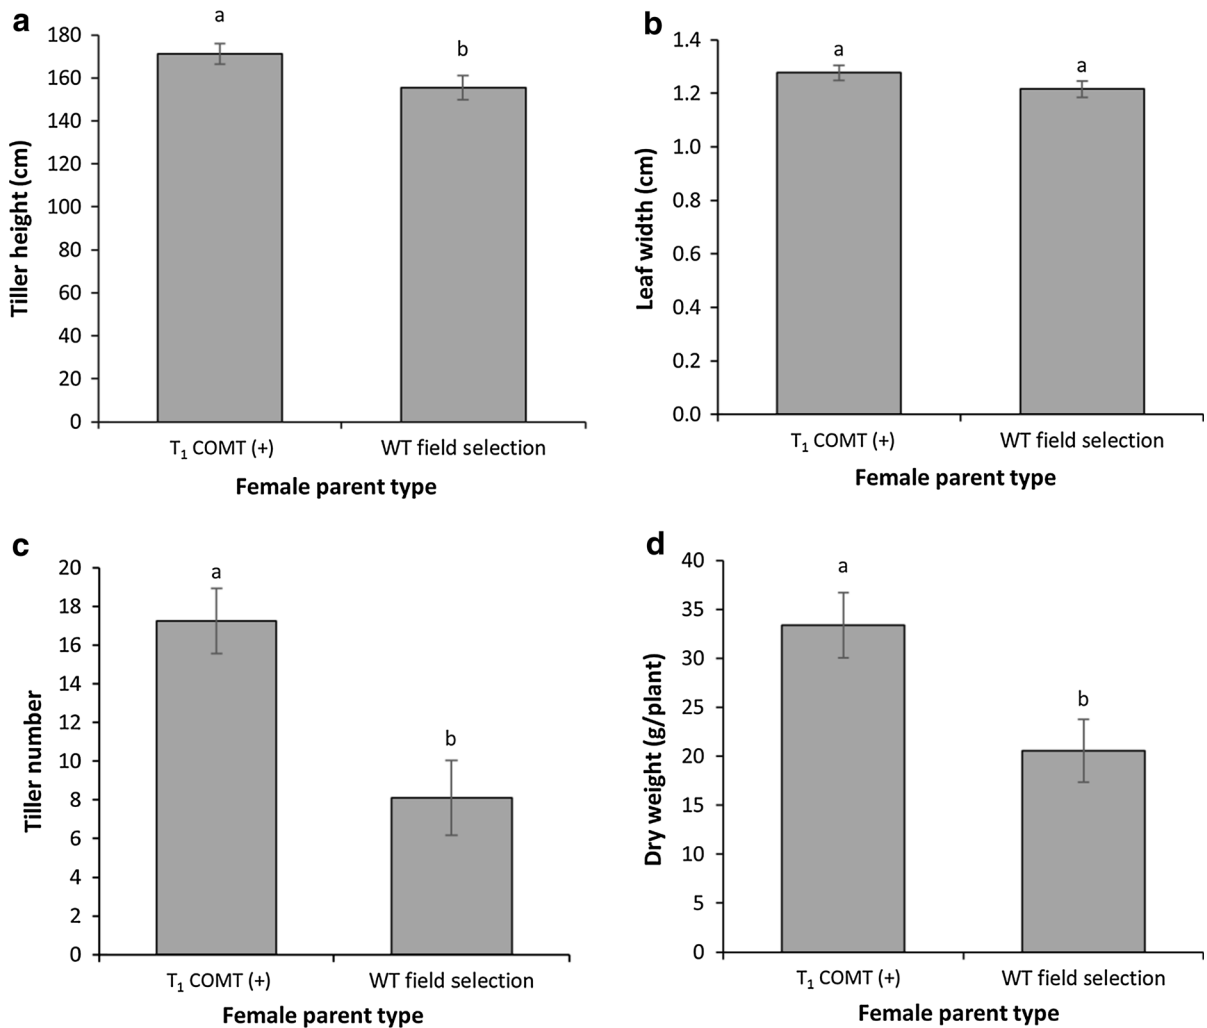 a
180
160
140
120
100
80
60
40
20
0
Tiller height (cm)
a
b
T₁ COMT (+) WT field selection
Female parent type
b
1.4
1.2
1.0
0.8
0.6
0.4
0.2
0.0
Leaf width (cm)
a
a
T₁ COMT (+) WT field selection
Female parent type
c
20
18
16
14
12
10
8
6
4
2
0
Tiller number
a
b
T₁ COMT (+) WT field selection
Female parent type
d
40
35
30
25
20
15
10
5
0
Dry weight (g/plant)
a
b
T₁ COMT (+) WT field selection
Female parent type